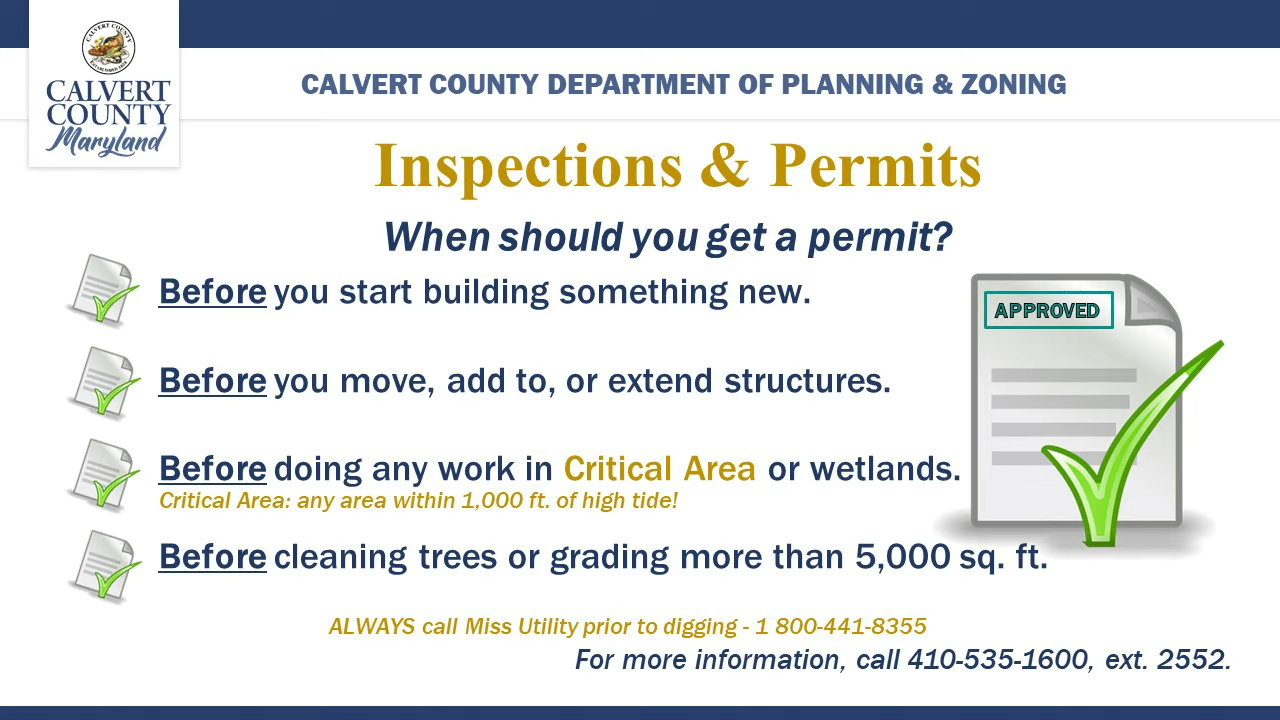 CALVERT COUNTY
ESTABLISHED 1654
CALVERT
COUNTY
Maryland
CALVERT COUNTY DEPARTMENT OF PLANNING & ZONING
Inspections & Permits
When should you get a permit?
Before you start building something new.
APPROVED
Before you move, add to, or extend structures.
Before doing any work in Critical Area or wetlands.
Critical Area: any area within 1,000 ft. of high tide!
Before cleaning trees or grading more than 5,000 sq. ft.
ALWAYS call Miss Utility prior to digging - 1 800-441-8355
For more information, call 410-535-1600, ext. 2552.